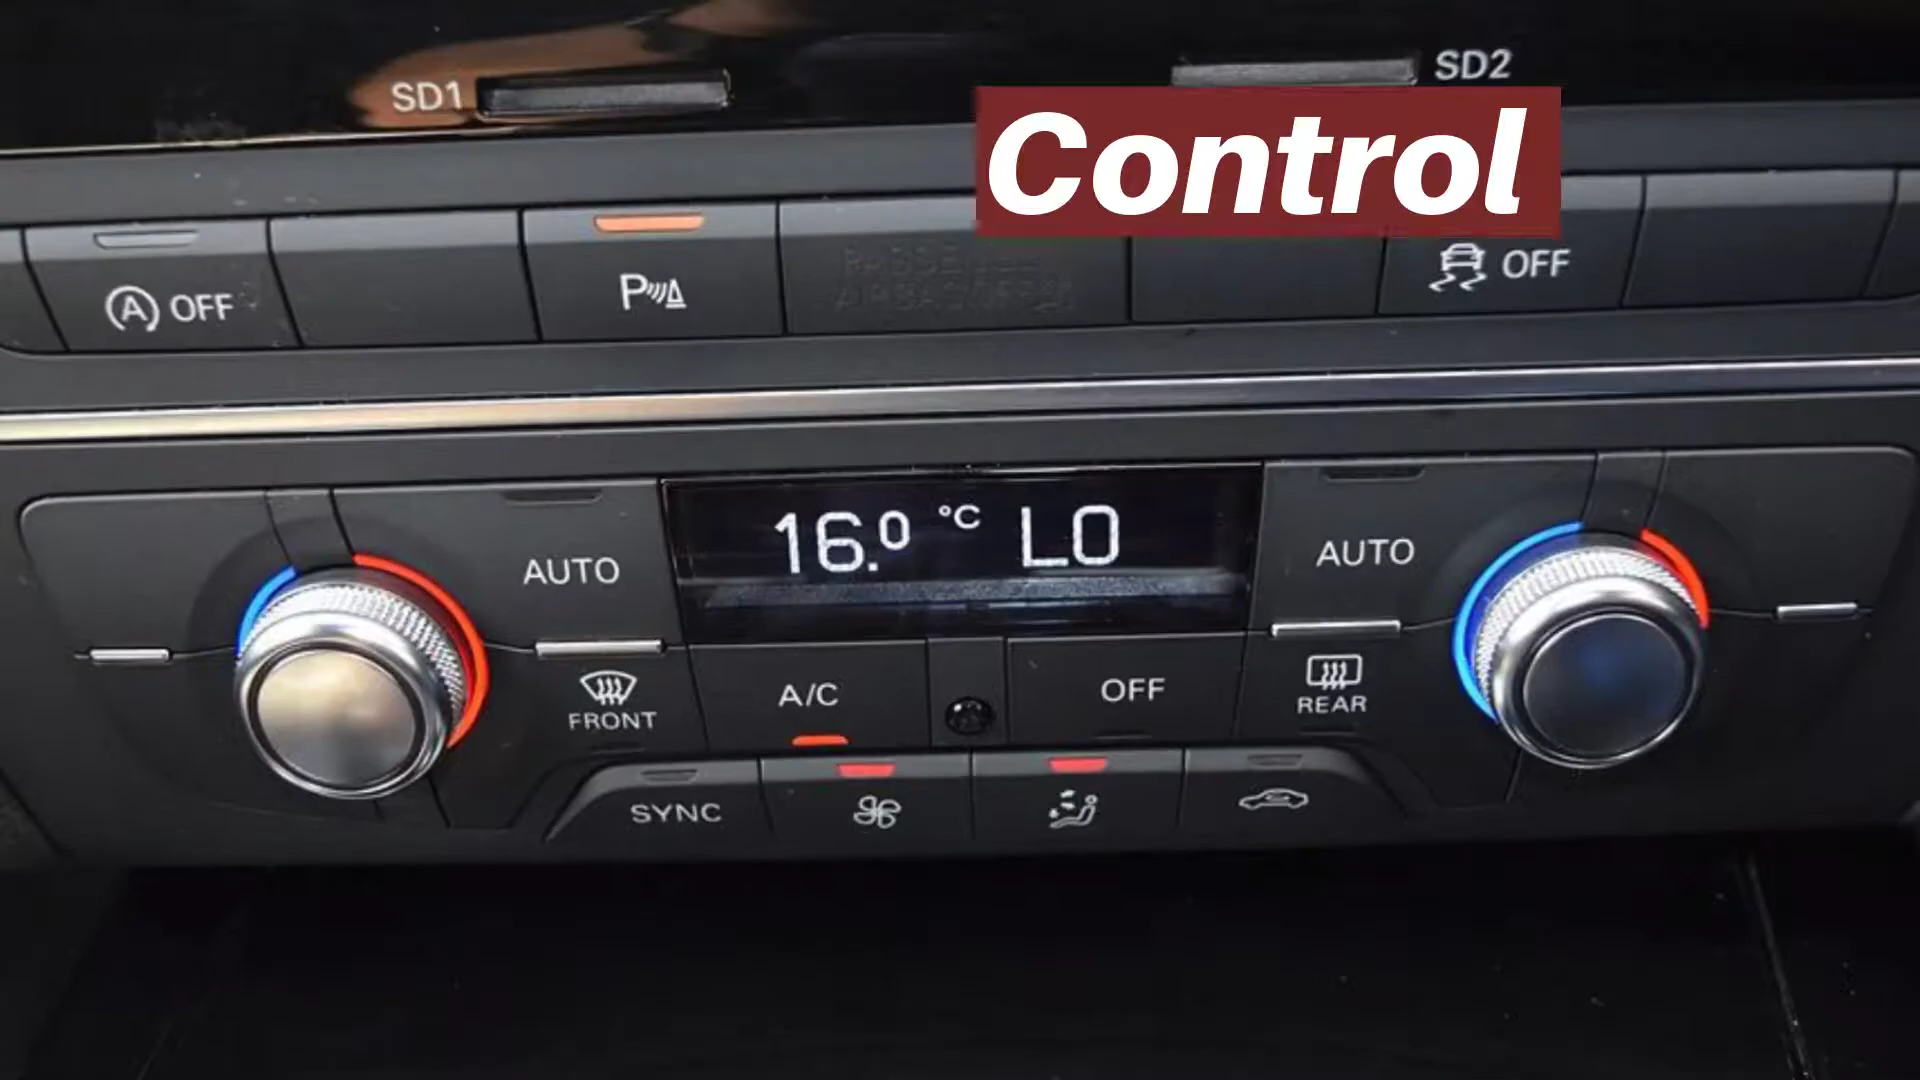 SD1
SD2
Control
A OFF
P
OFF
16.0 °C LO
AUTO
AUTO
FRONT
A/C
OFF
REAR
SYNC